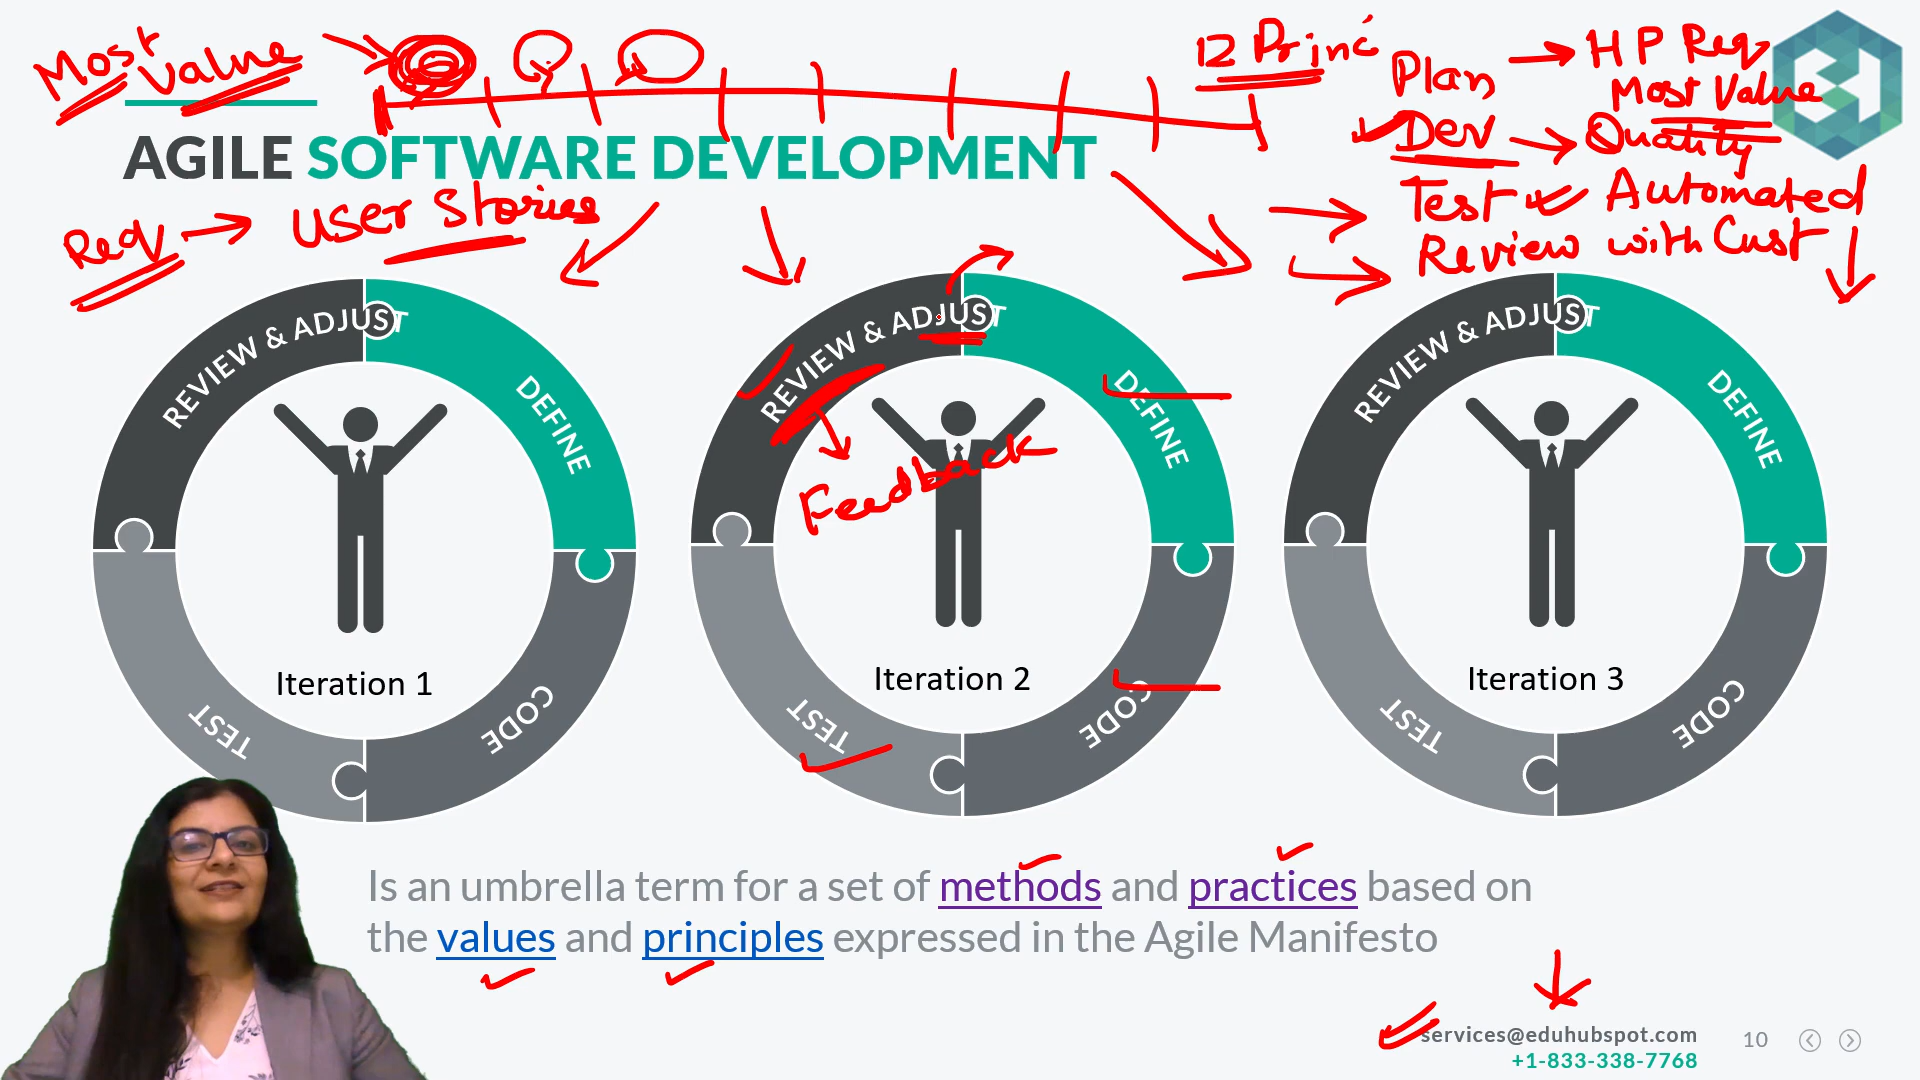 Most
Value
12 Princ
Plan → HP Req
Most Value
Dev → Quality
AGILE SOFTWARE DEVELOPMENT
Req → User Stories
Test Automated
Review with Cust
REVIEW & ADJUST
DEFINE
CODE
TEST
Iteration 1
REVIEW & ADJUST
DEFINE
CODE
TEST
Feedback
Iteration 2
REVIEW & ADJUST
DEFINE
CODE
TEST
Iteration 3
Is an umbrella term for a set of methods and practices based on
the values and principles expressed in the Agile Manifesto
services@eduhubspot.com
+1-833-338-7768
10